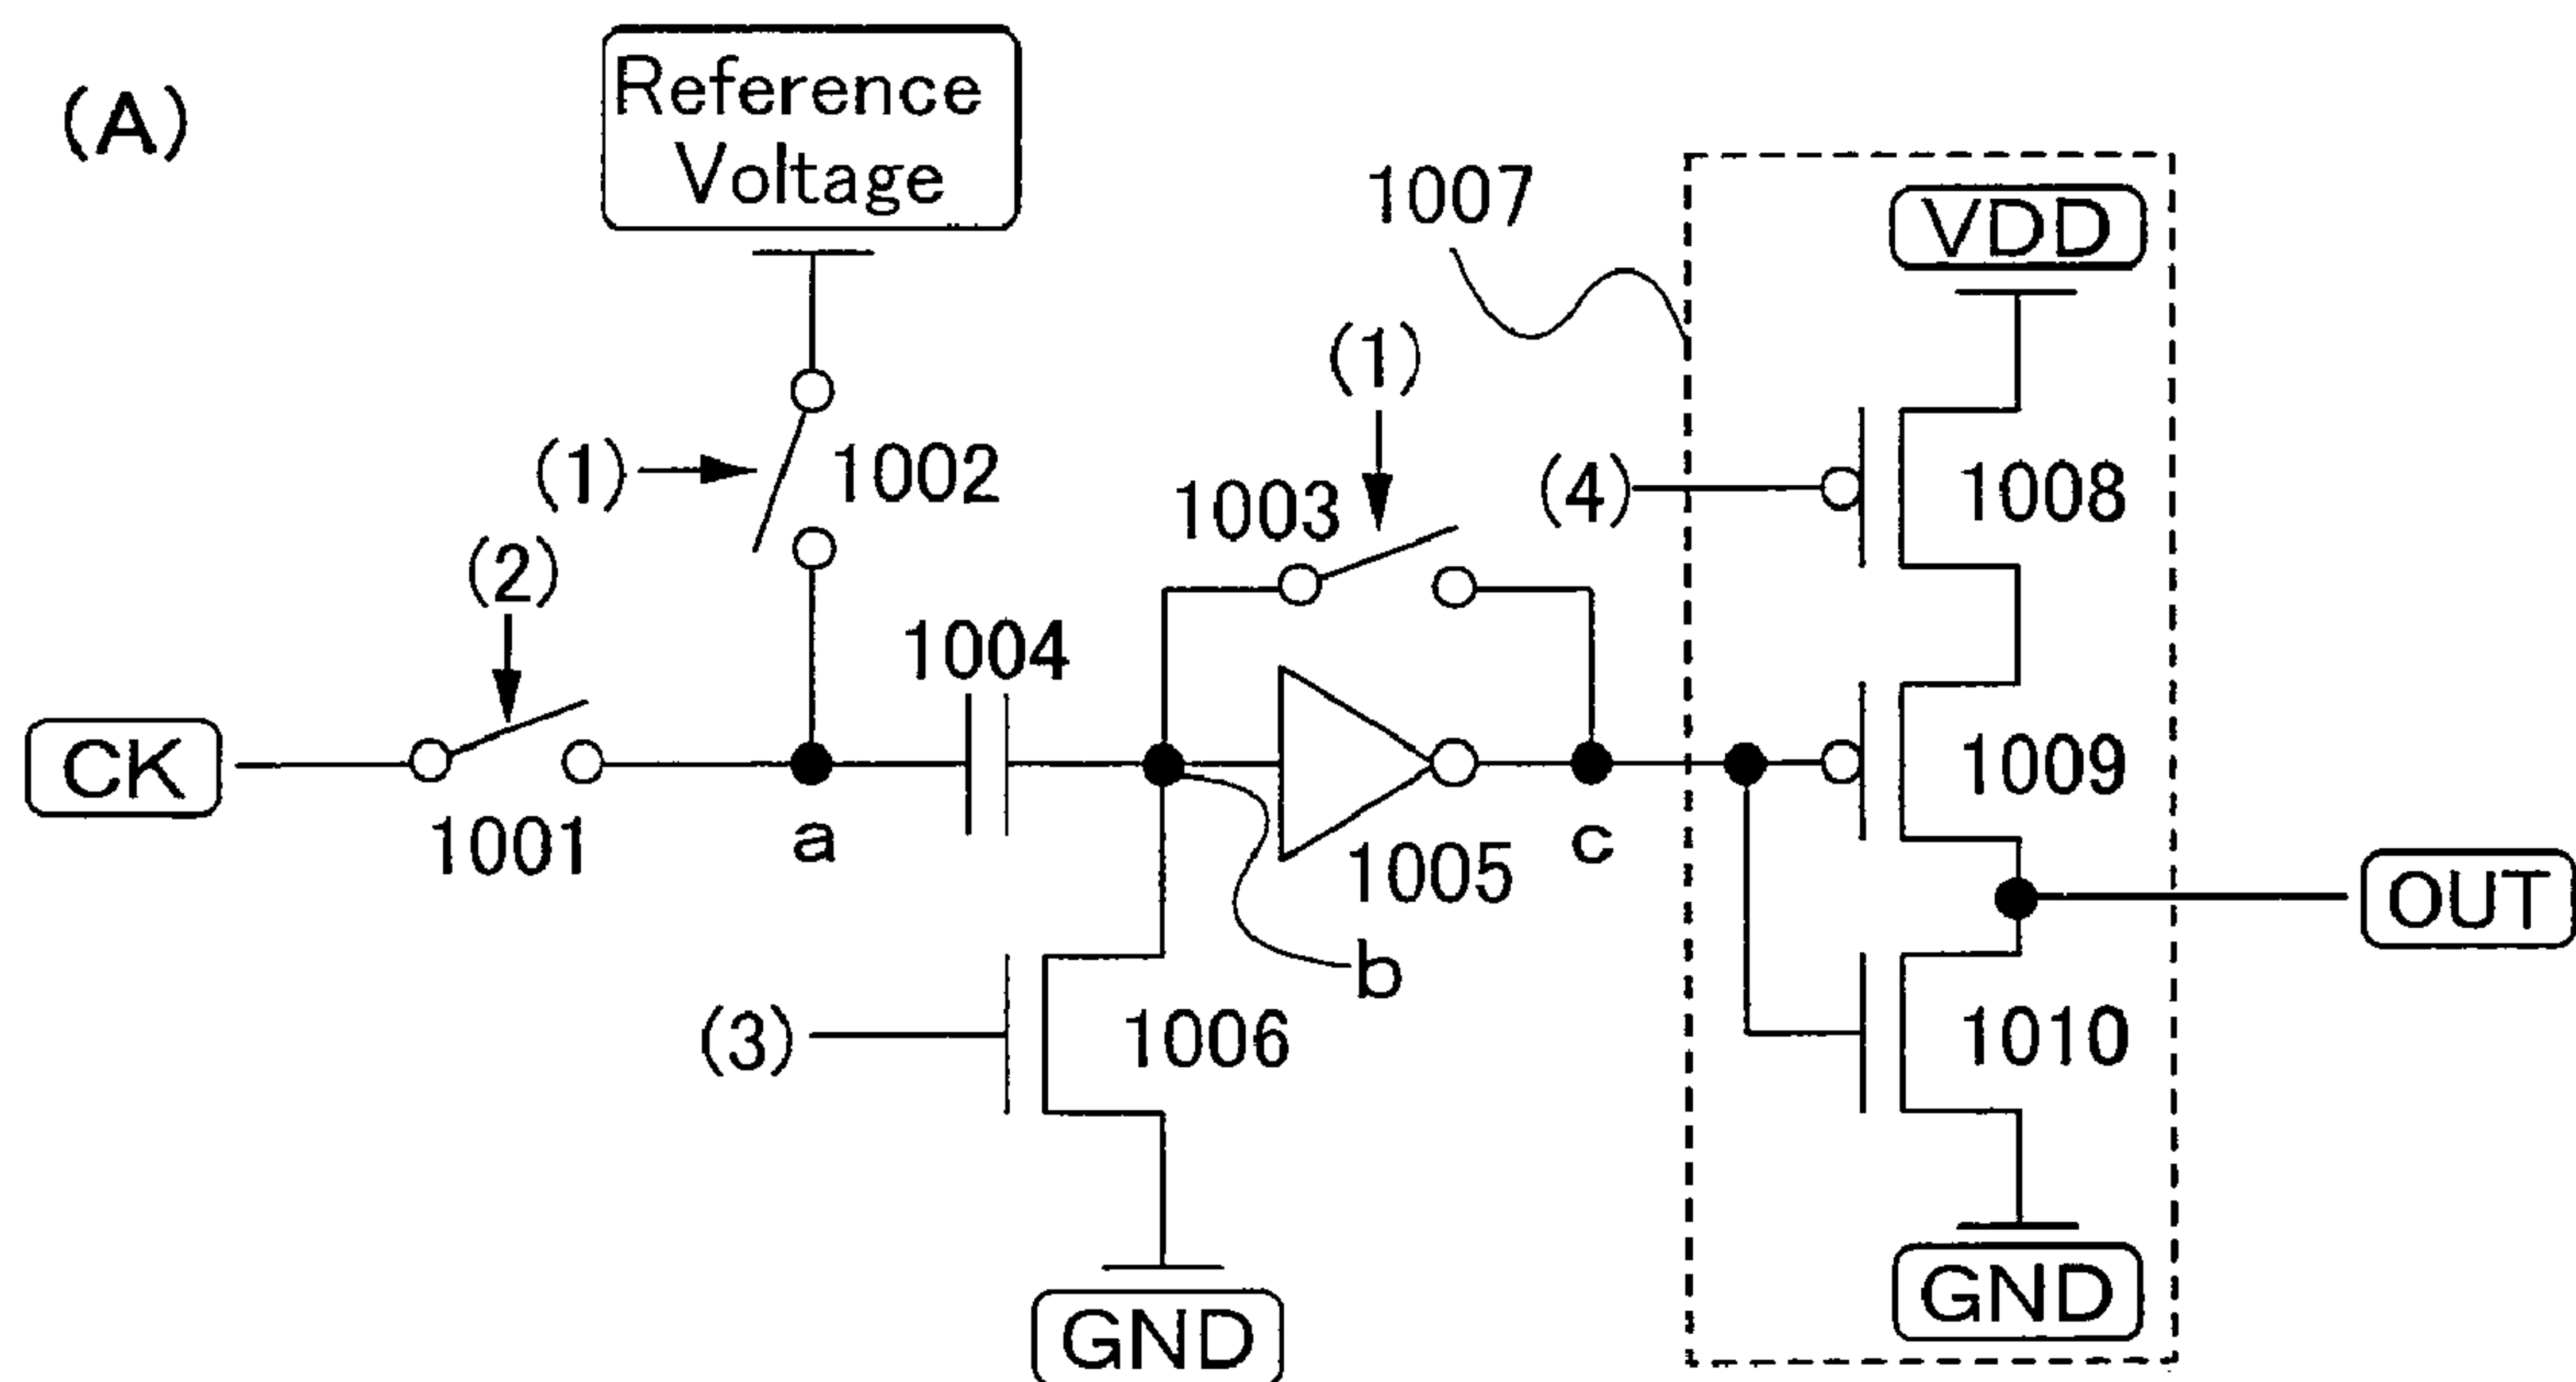 (A)
Reference
Voltage
1007
VDD
(1)
(1)
1002
1003
(4)
1008
(2)
1004
CK
1001
a
1005
c
1009
OUT
b
(3)
1006
1010
GND
GND